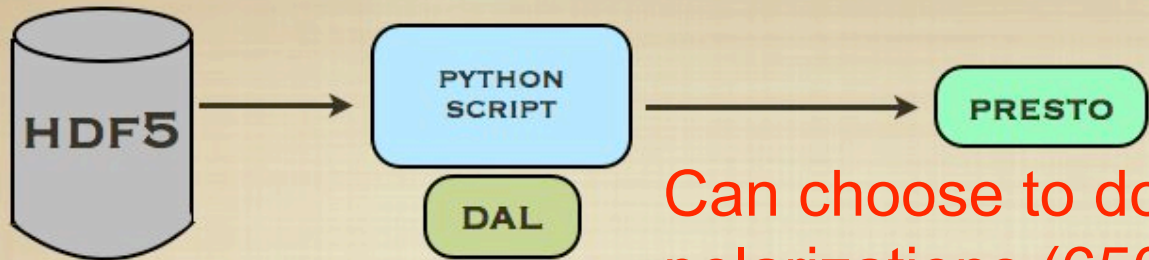 HDF5
PYTHON
SCRIPT
DAL
PRESTO
Can choose to do